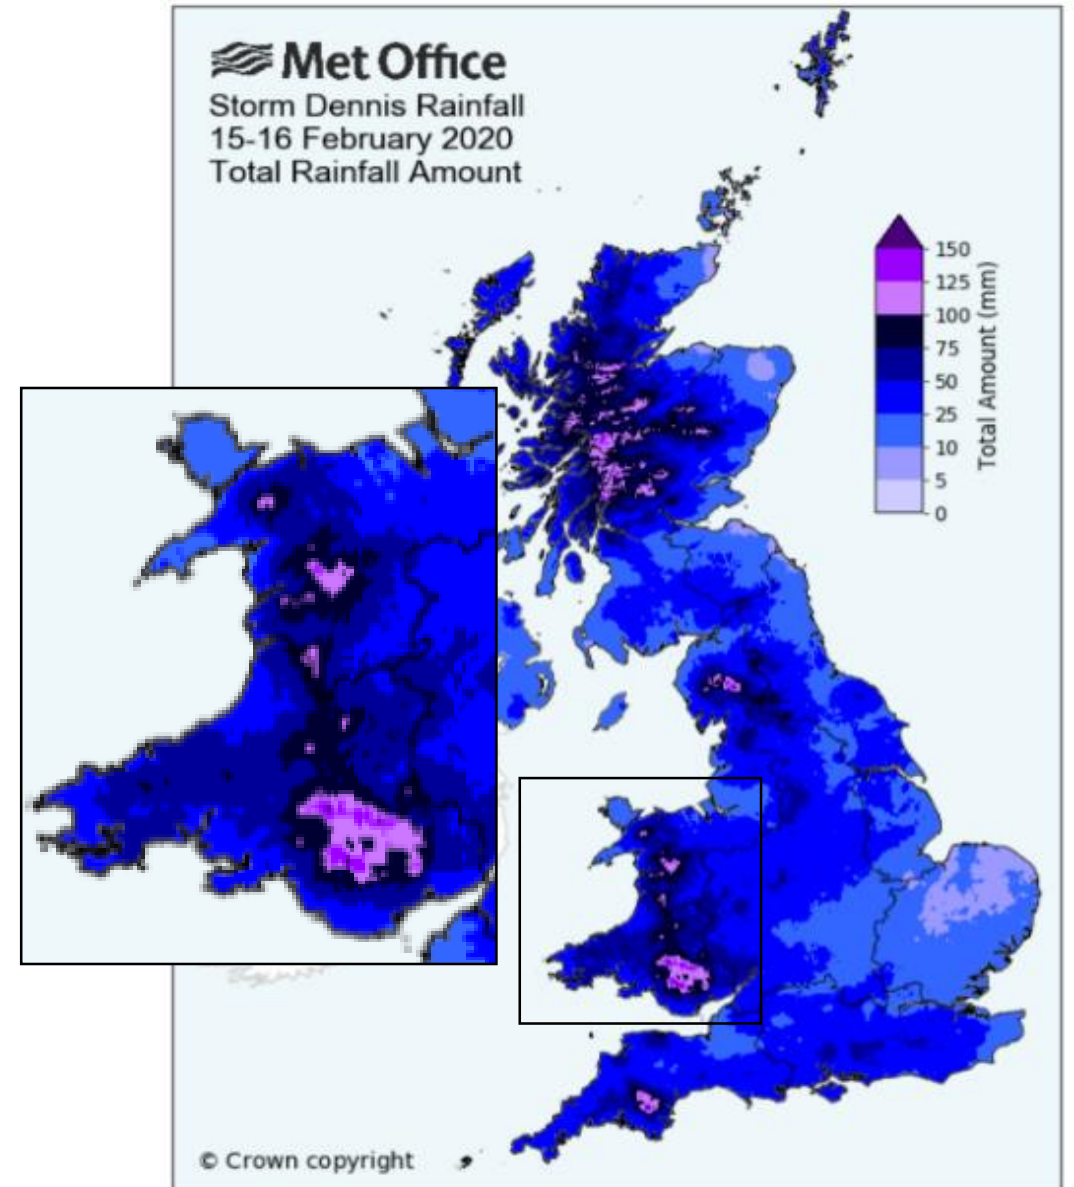 Met Office
Storm Dennis Rainfall
15-16 February 2020
Total Rainfall Amount
150
125
100
75
50
25
10
5
0
Total Amount (mm)
© Crown copyright